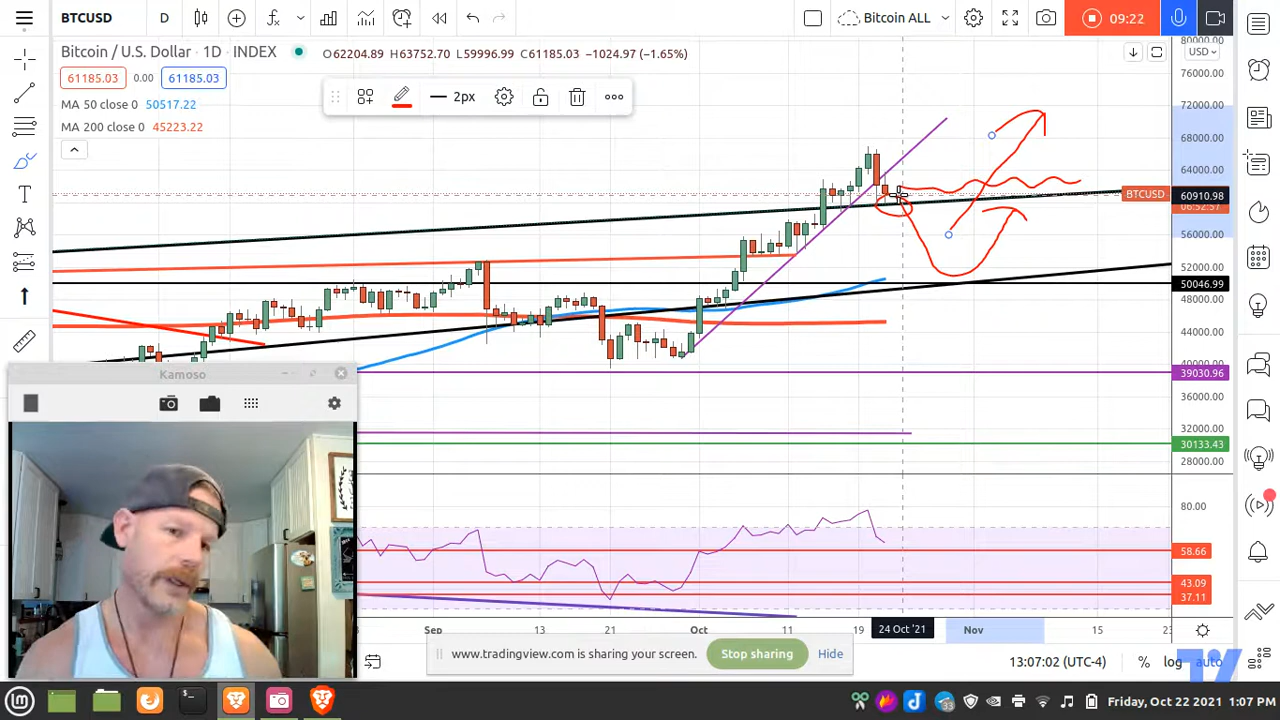 BTCUSD D Bitcoin ALL 09:22
Bitcoin / U.S. Dollar 1D INDEX O62204.89 H63752.70 L59996.99 C61185.03 −1024.97 (−1.65%)
USD
61185.03 0.00 61185.03
MA 50 close 0 50517.22
MA 200 close 0 45223.22
2px
80000.00
76000.00
72000.00
68000.00
64000.00
BTCUSD 60910.98
56000.00
52000.00
50046.99
48000.00
44000.00
40000.00
39030.96
36000.00
32000.00
30133.43
28000.00
80.00
58.66
43.09
37.11
Kamoso
Sep 13 21 Oct 11 19 24 Oct '21 Nov 15
www.tradingview.com is sharing your screen. Stop sharing Hide
13:07:02 (UTC-4) % log auto
33
Friday, Oct 22 2021 1:07 PM